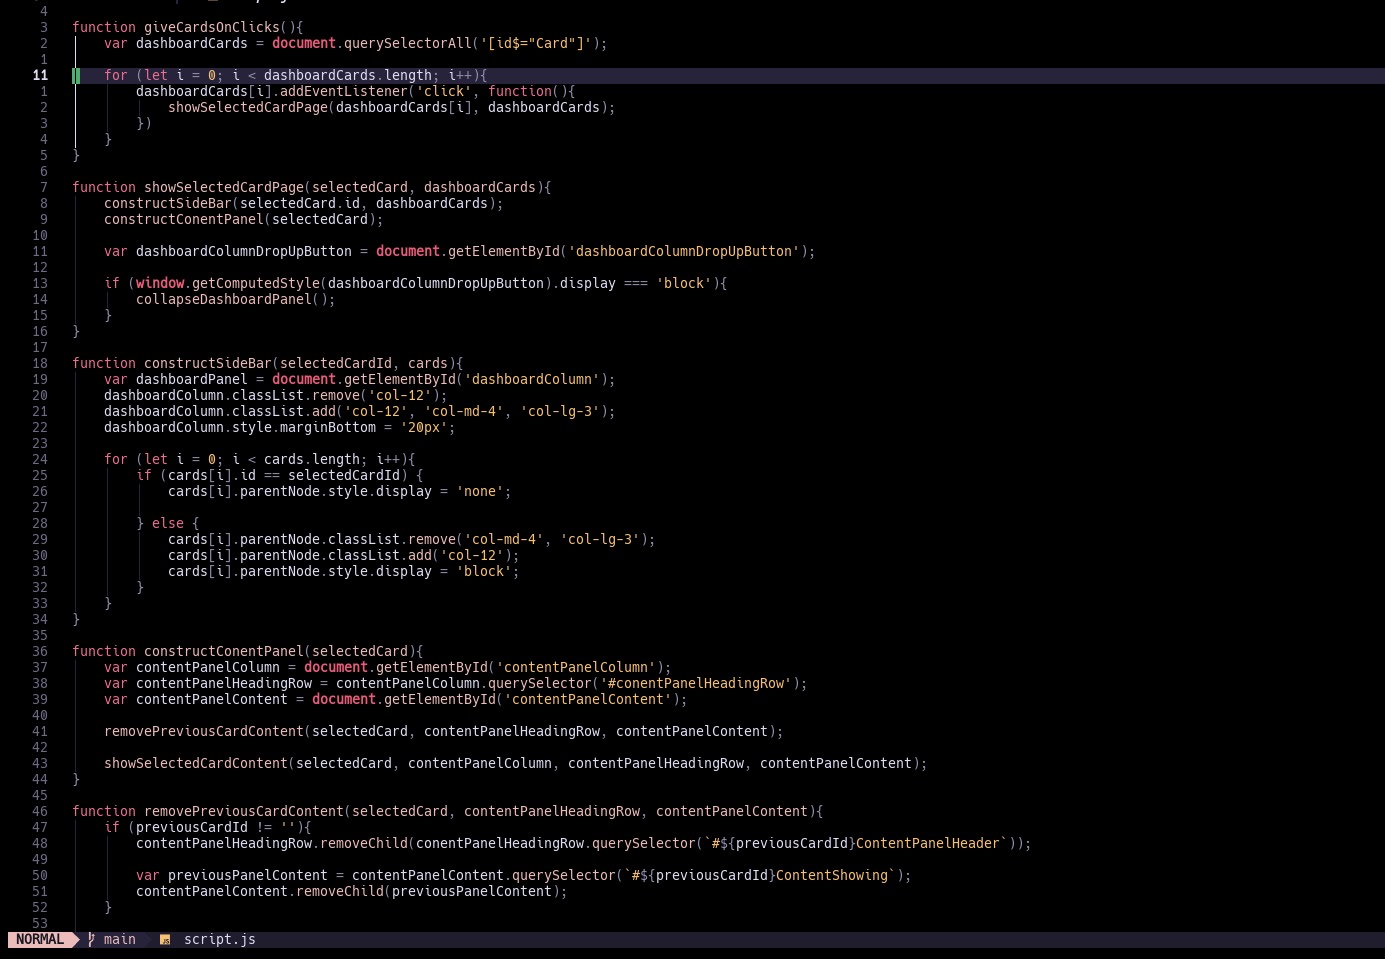 4
3 function giveCardsOnClicks(){
2     var dashboardCards = document.querySelectorAll('[id$="Card"]');
1
11     for (let i = 0; i < dashboardCards.length; i++){
1         dashboardCards[i].addEventListener('click', function(){
2             showSelectedCardPage(dashboardCards[i], dashboardCards);
3         })
4     }
5 }
6
7 function showSelectedCardPage(selectedCard, dashboardCards){
8     constructSideBar(selectedCard.id, dashboardCards);
9     constructConentPanel(selectedCard);
10
11     var dashboardColumnDropUpButton = document.getElementById('dashboardColumnDropUpButton');
12
13     if (window.getComputedStyle(dashboardColumnDropUpButton).display === 'block'){
14         collapseDashboardPanel();
15     }
16 }
17
18 function constructSideBar(selectedCardId, cards){
19     var dashboardPanel = document.getElementById('dashboardColumn');
20     dashboardColumn.classList.remove('col-12');
21     dashboardColumn.classList.add('col-12', 'col-md-4', 'col-lg-3');
22     dashboardColumn.style.marginBottom = '20px';
23
24     for (let i = 0; i < cards.length; i++){
25         if (cards[i].id == selectedCardId) {
26             cards[i].parentNode.style.display = 'none';
27
28         } else {
29             cards[i].parentNode.classList.remove('col-md-4', 'col-lg-3');
30             cards[i].parentNode.classList.add('col-12');
31             cards[i].parentNode.style.display = 'block';
32         }
33     }
34 }
35
36 function constructConentPanel(selectedCard){
37     var contentPanelColumn = document.getElementById('contentPanelColumn');
38     var contentPanelHeadingRow = contentPanelColumn.querySelector('#conentPanelHeadingRow');
39     var contentPanelContent = document.getElementById('contentPanelContent');
40
41     removePreviousCardContent(selectedCard, contentPanelHeadingRow, contentPanelContent);
42
43     showSelectedCardContent(selectedCard, contentPanelColumn, contentPanelHeadingRow, contentPanelContent);
44 }
45
46 function removePreviousCardContent(selectedCard, contentPanelHeadingRow, contentPanelContent){
47     if (previousCardId != ''){
48         contentPanelHeadingRow.removeChild(conentPanelHeadingRow.querySelector(`#${previousCardId}ContentPanelHeader`));
49
50         var previousPanelContent = contentPanelContent.querySelector(`#${previousCardId}ContentShowing`);
51         contentPanelContent.removeChild(previousPanelContent);
52     }
53
NORMAL main JS script.js